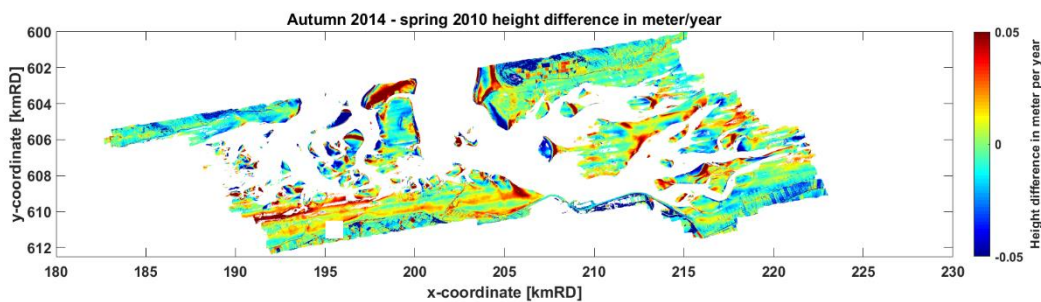 Autumn 2014 - spring 2010 height difference in meter/year
y-coordinate [kmRD]
600
602
604
606
608
610
612
180 185 190 195 200 205 210 215 220 225 230
x-coordinate [kmRD]
0.05
0
-0.05
Height difference in meter per year